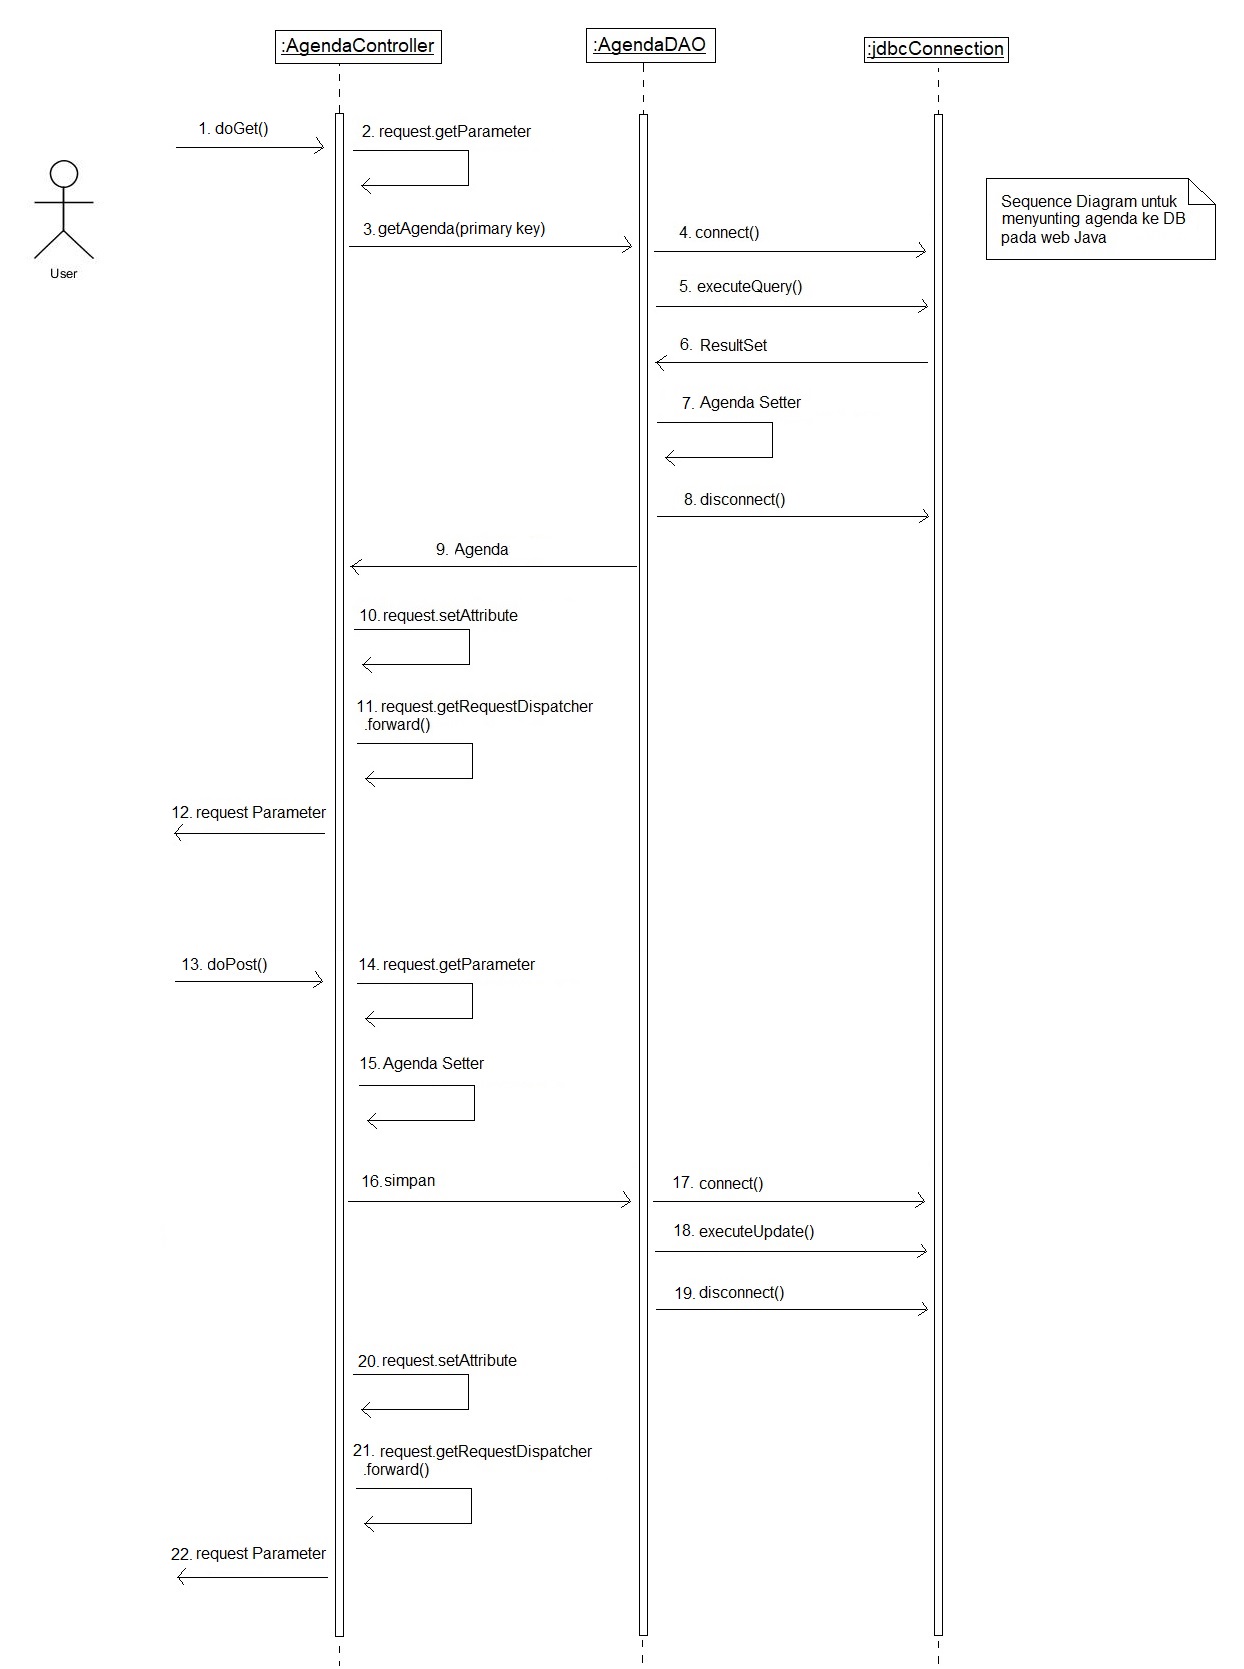 :AgendaController
:AgendaDAO
:jdbcConnection
1. doGet()
2. request.getParameter
User
Sequence Diagram untuk
menyunting agenda ke DB
pada web Java
3. getAgenda(primary key)
4. connect()
5. executeQuery()
6. ResultSet
7. Agenda Setter
8. disconnect()
9. Agenda
10. request.setAttribute
11. request.getRequestDispatcher
.forward()
12. request Parameter
13. doPost()
14. request.getParameter
15. Agenda Setter
16. simpan
17. connect()
18. executeUpdate()
19. disconnect()
20. request.setAttribute
21. request.getRequestDispatcher
.forward()
22. request Parameter